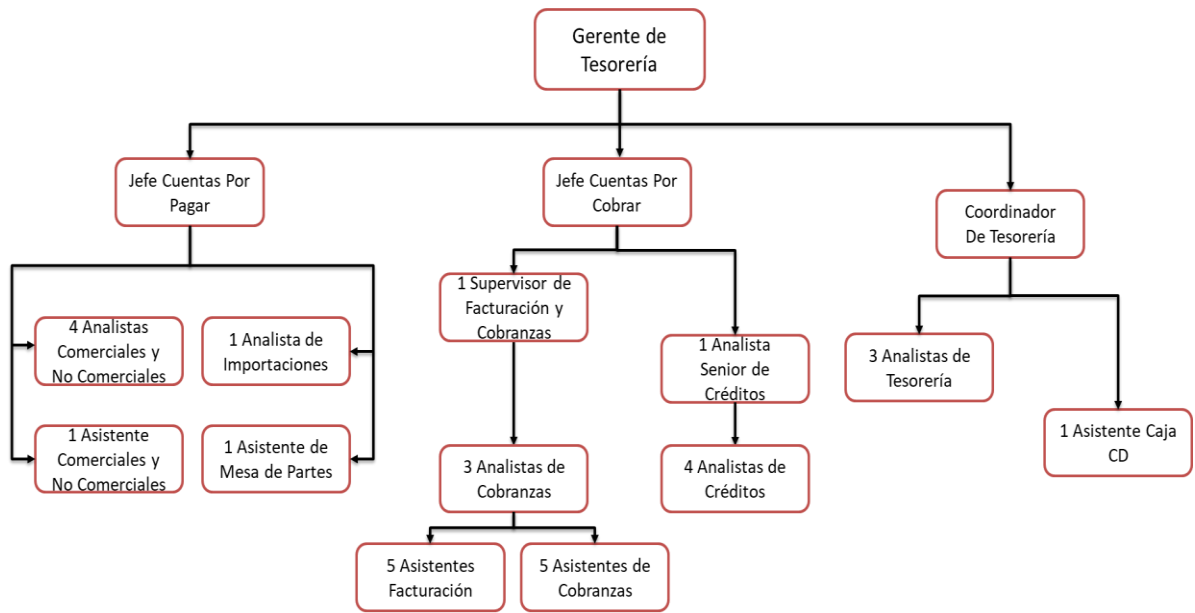 Gerente de
Tesorería
Jefe Cuentas Por
Pagar
Jefe Cuentas Por
Cobrar
Coordinador
De Tesorería
4 Analistas
Comerciales y
No Comerciales
1 Analista de
Importaciones
1 Asistente
Comerciales y
No Comerciales
1 Asistente de
Mesa de Partes
1 Supervisor de
Facturación y
Cobranzas
1 Analista
Senior de
Créditos
3 Analistas de
Cobranzas
4 Analistas de
Créditos
5 Asistentes
Facturación
5 Asistentes de
Cobranzas
3 Analistas de
Tesorería
1 Asistente Caja
CD